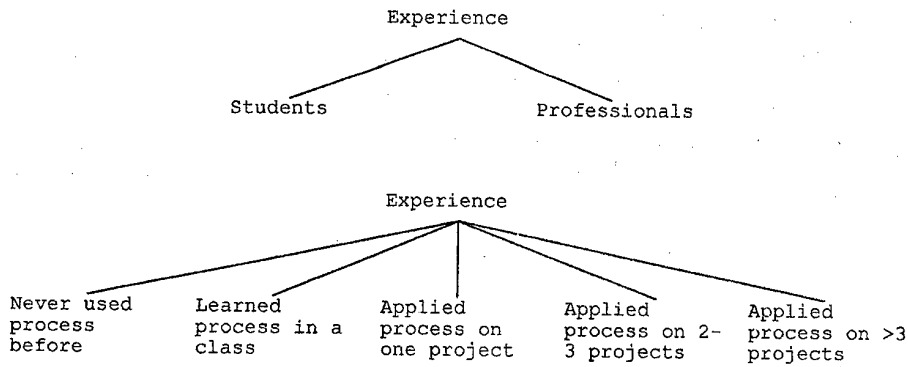 Experience
Students Professionals
Experience
Never used process before
Learned process in a class
Applied process on one project
Applied process on 2-3 projects
Applied process on >3 projects